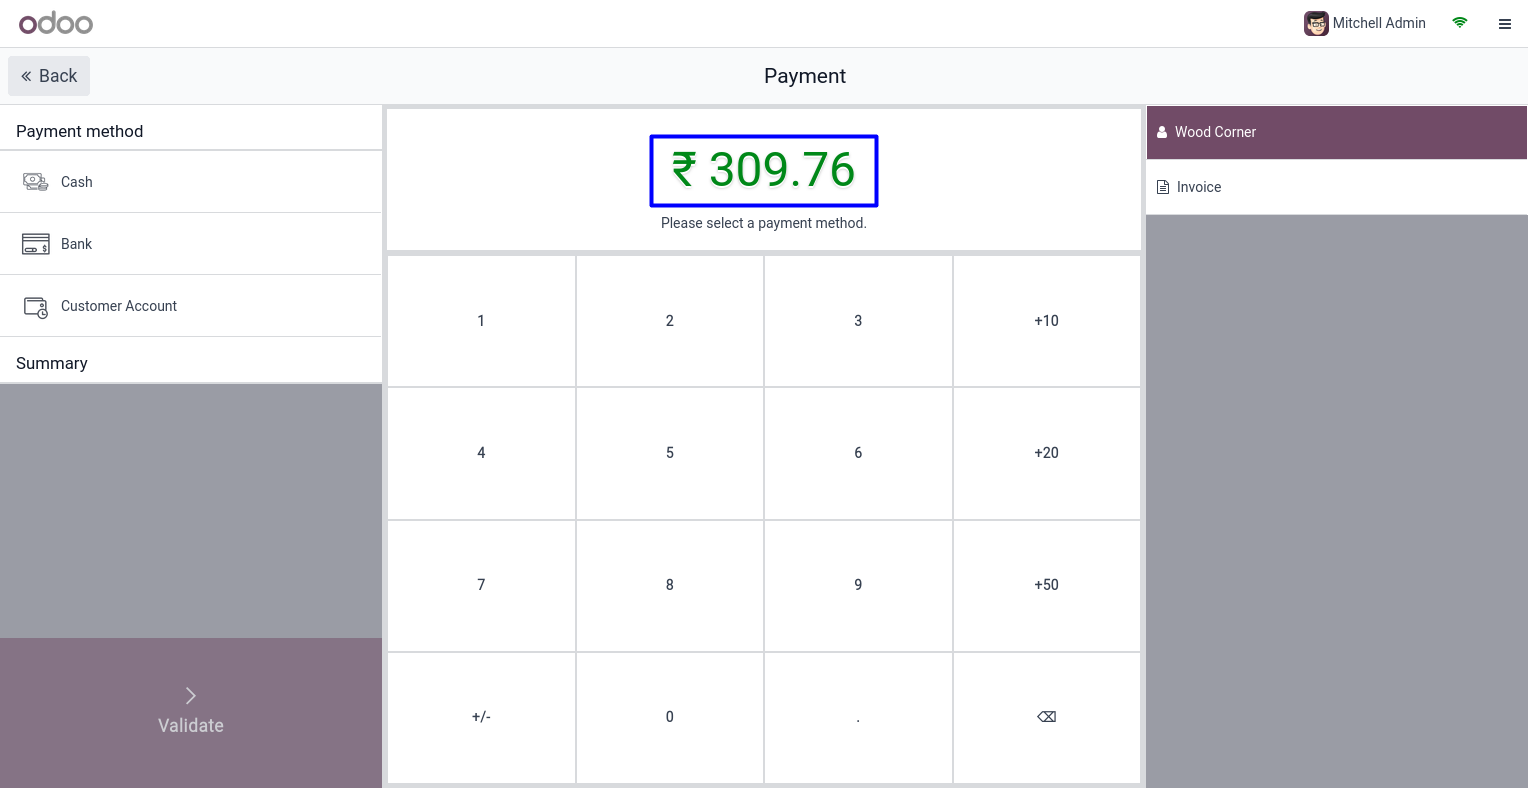 odoo
Mitchell Admin
Back
Payment
Payment method
Cash
Bank
Customer Account
Summary
Validate
₹ 309.76
Please select a payment method.
1 2 3 +10
4 5 6 +20
7 8 9 +50
+/- 0 . ⌫
Wood Corner
Invoice